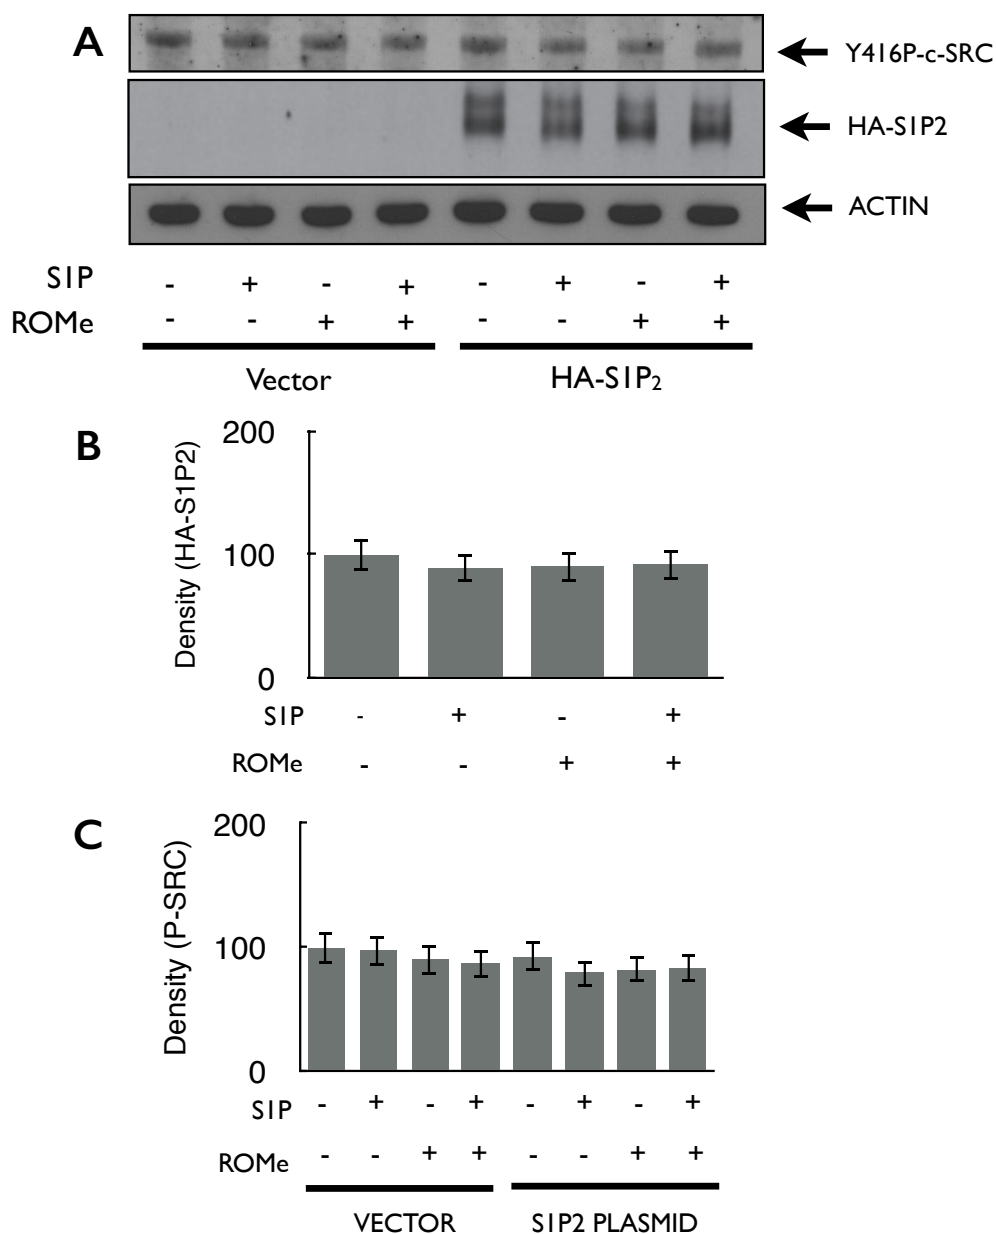 A
Y416P-c-SRC
HA-S1P2
ACTIN
S1P - + - + - + - +
ROMe - - + + - - + +
Vector HA-S1P₂
B
Density (HA-S1P2)
200
100
0
S1P - + - +
ROMe - - + +
C
Density (P-SRC)
200
100
0
S1P - + - + - + - +
ROMe - - + + - - + +
VECTOR S1P2 PLASMID